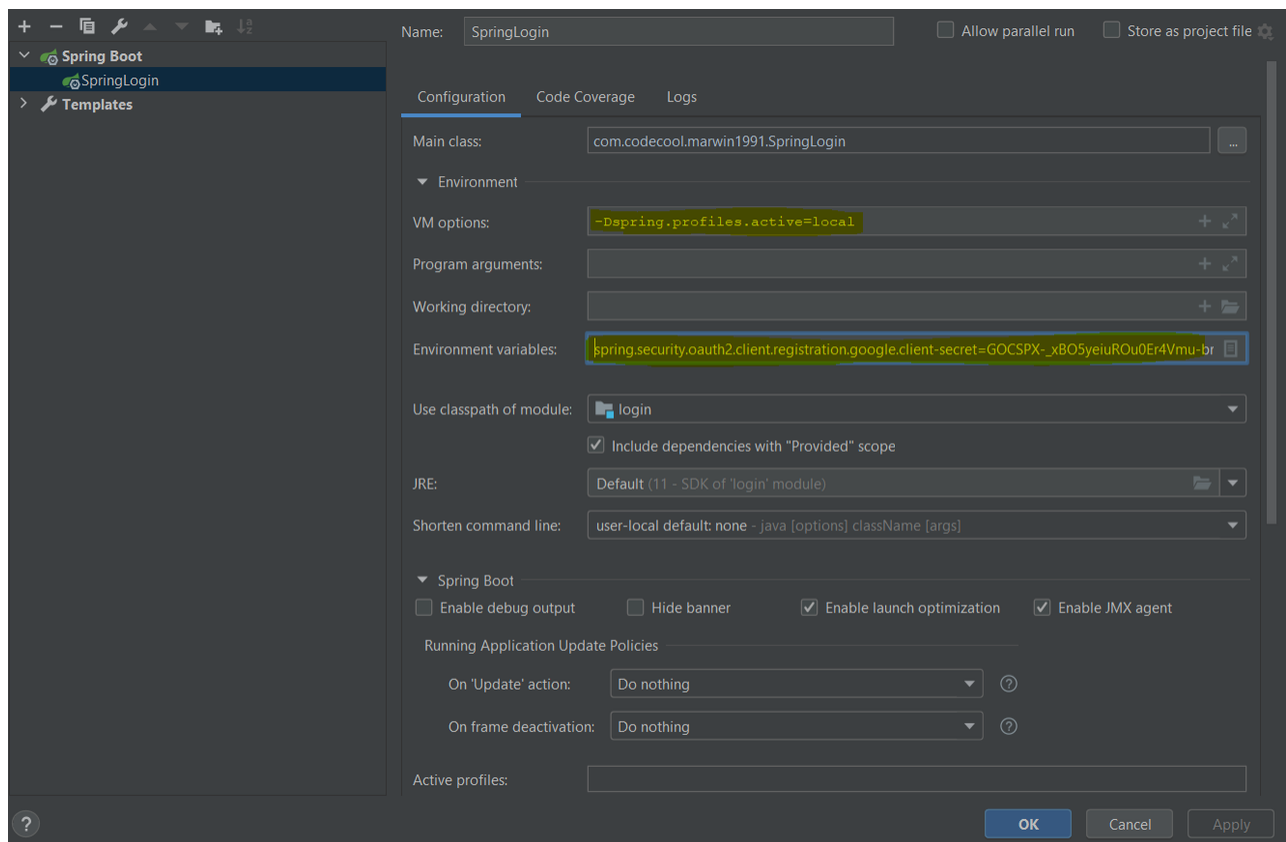 Name: SpringLogin Allow parallel run Store as project file
Spring Boot
SpringLogin
Templates
Configuration Code Coverage Logs
Main class: com.codecool.marwin1991.SpringLogin ...
Environment
VM options: -Dspring.profiles.active=local
Program arguments:
Working directory:
Environment variables: spring.security.oauth2.client.registration.google.client-secret=GOCSPX-_xBO5yeiuROu0Er4Vmu-br
Use classpath of module: login
Include dependencies with "Provided" scope
JRE: Default (11 - SDK of 'login' module)
Shorten command line: user-local default: none - java [options] className [args]
Spring Boot
Enable debug output Hide banner Enable launch optimization Enable JMX agent
Running Application Update Policies
On 'Update' action: Do nothing ?
On frame deactivation: Do nothing ?
Active profiles:
? OK Cancel Apply